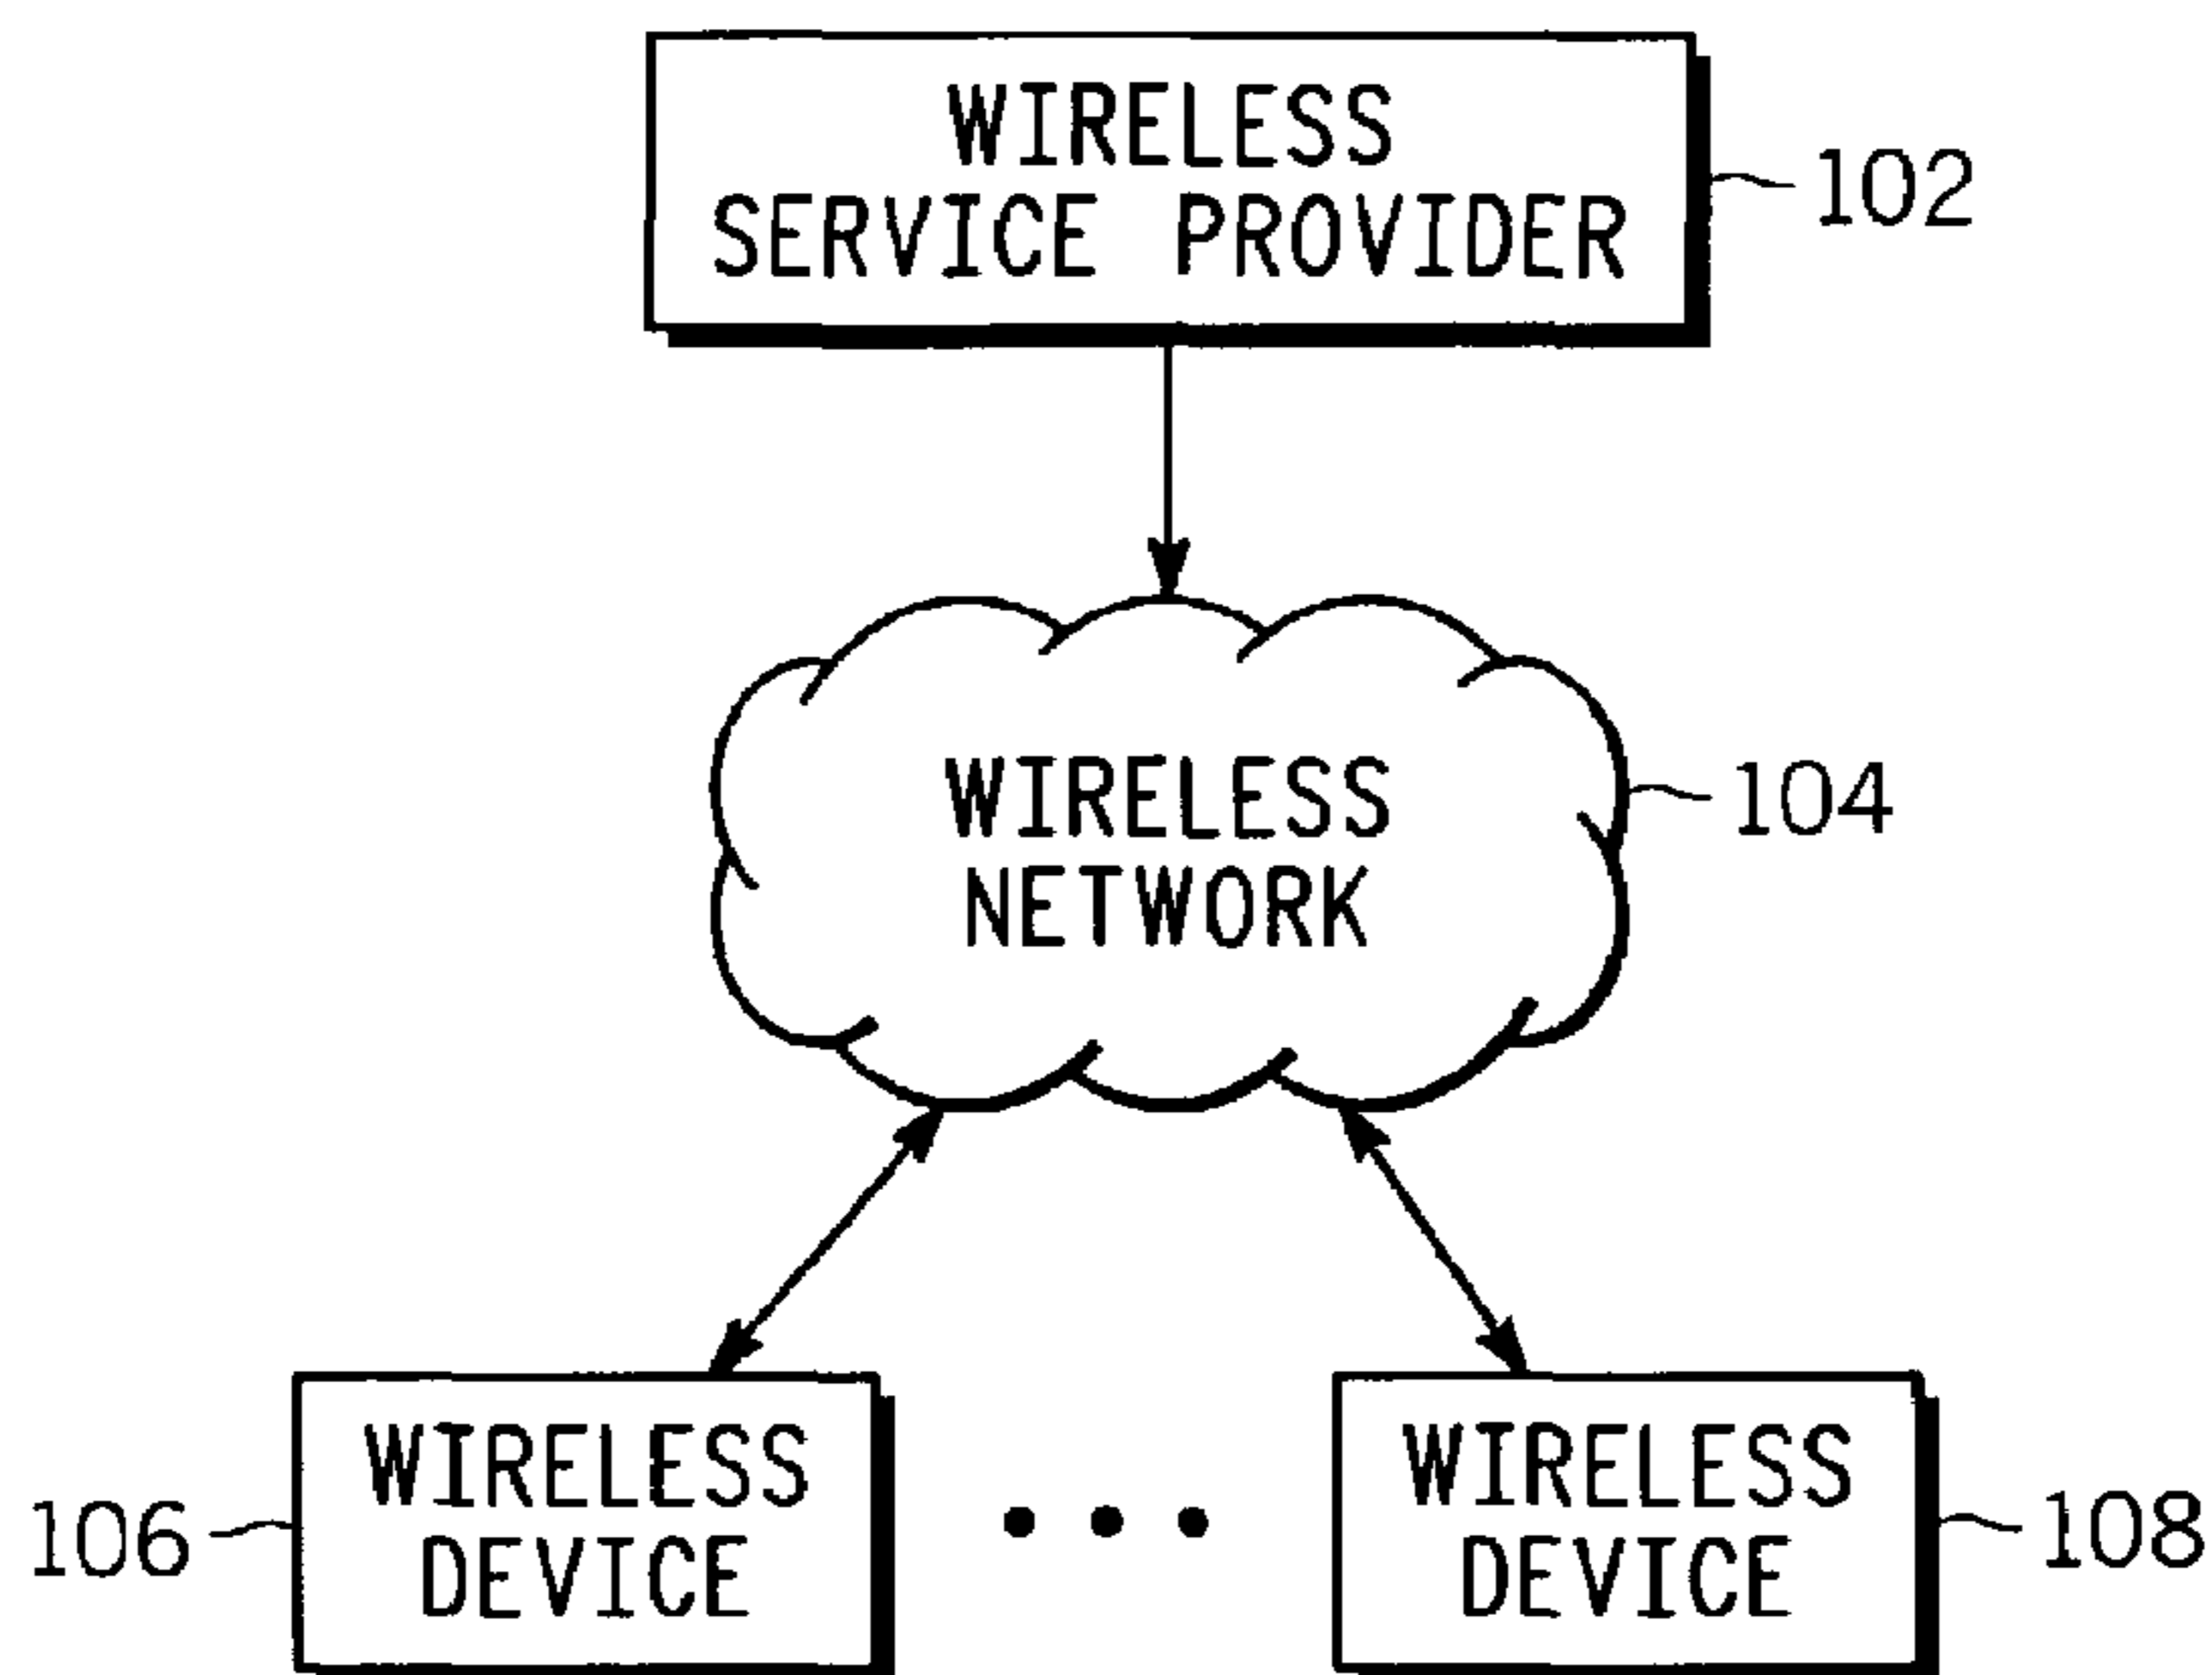 WIRELESS
SERVICE PROVIDER
102
WIRELESS
NETWORK
104
106
WIRELESS
DEVICE
WIRELESS
DEVICE
108